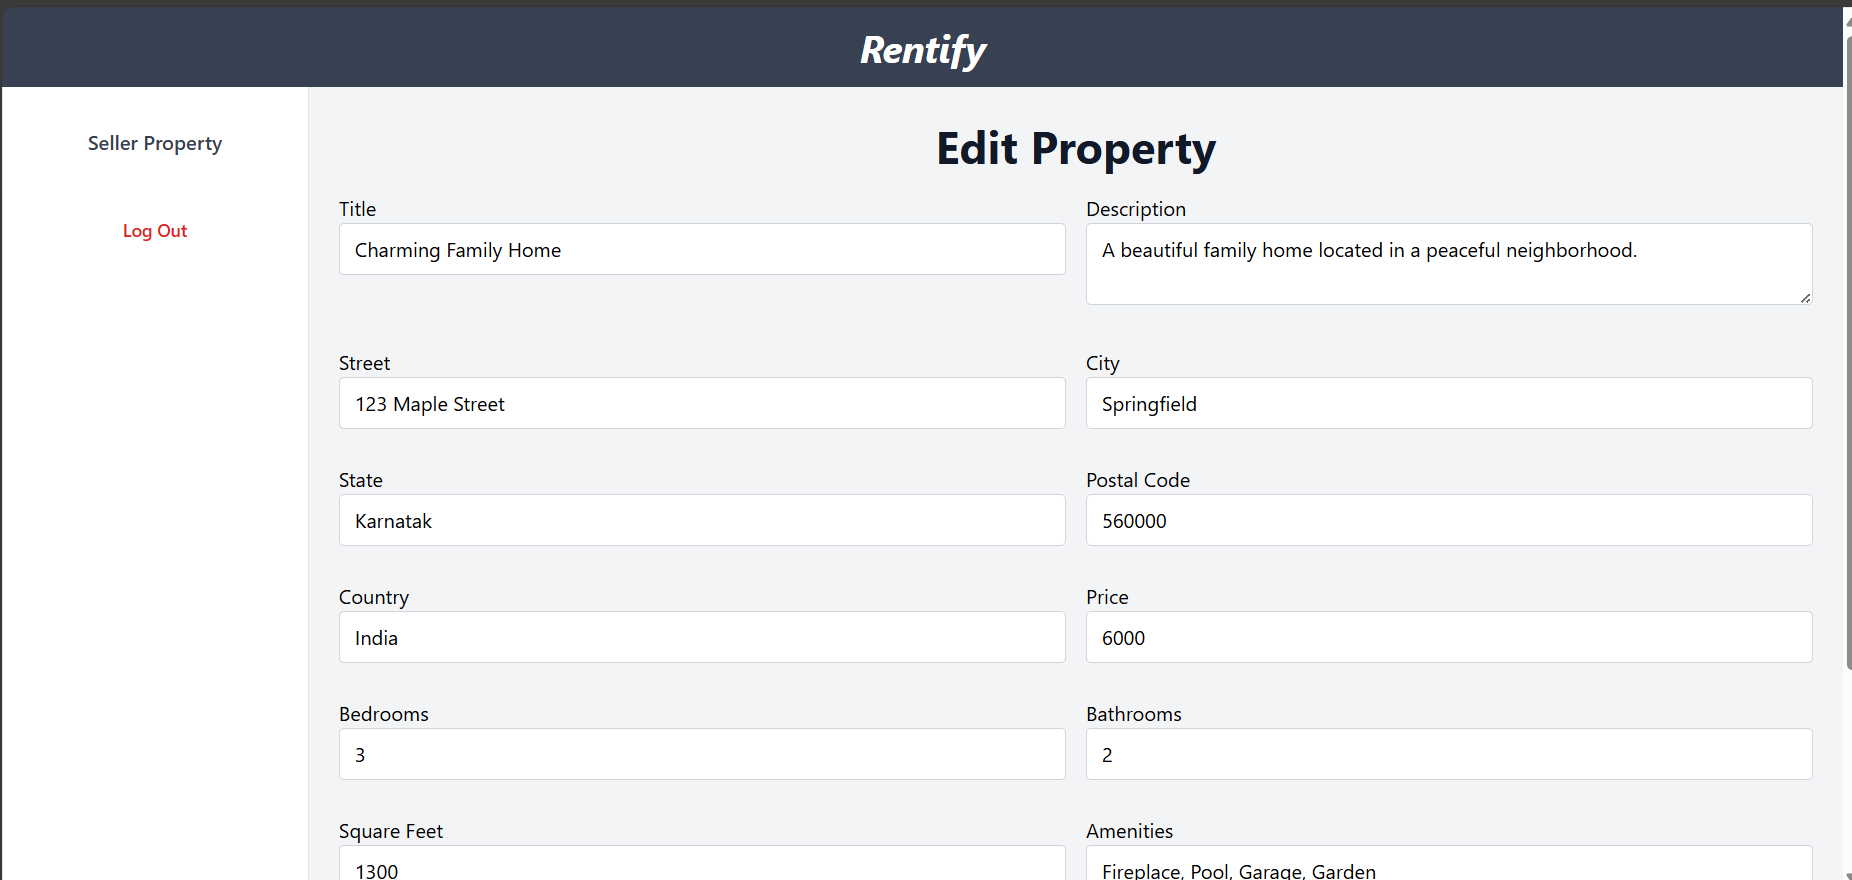 Rentify
Seller Property
Log Out
Edit Property
Title
Charming Family Home
Description
A beautiful family home located in a peaceful neighborhood.
Street
123 Maple Street
City
Springfield
State
Karnatak
Postal Code
560000
Country
India
Price
6000
Bedrooms
3
Bathrooms
2
Square Feet
1300
Amenities
Fireplace, Pool, Garage, Garden